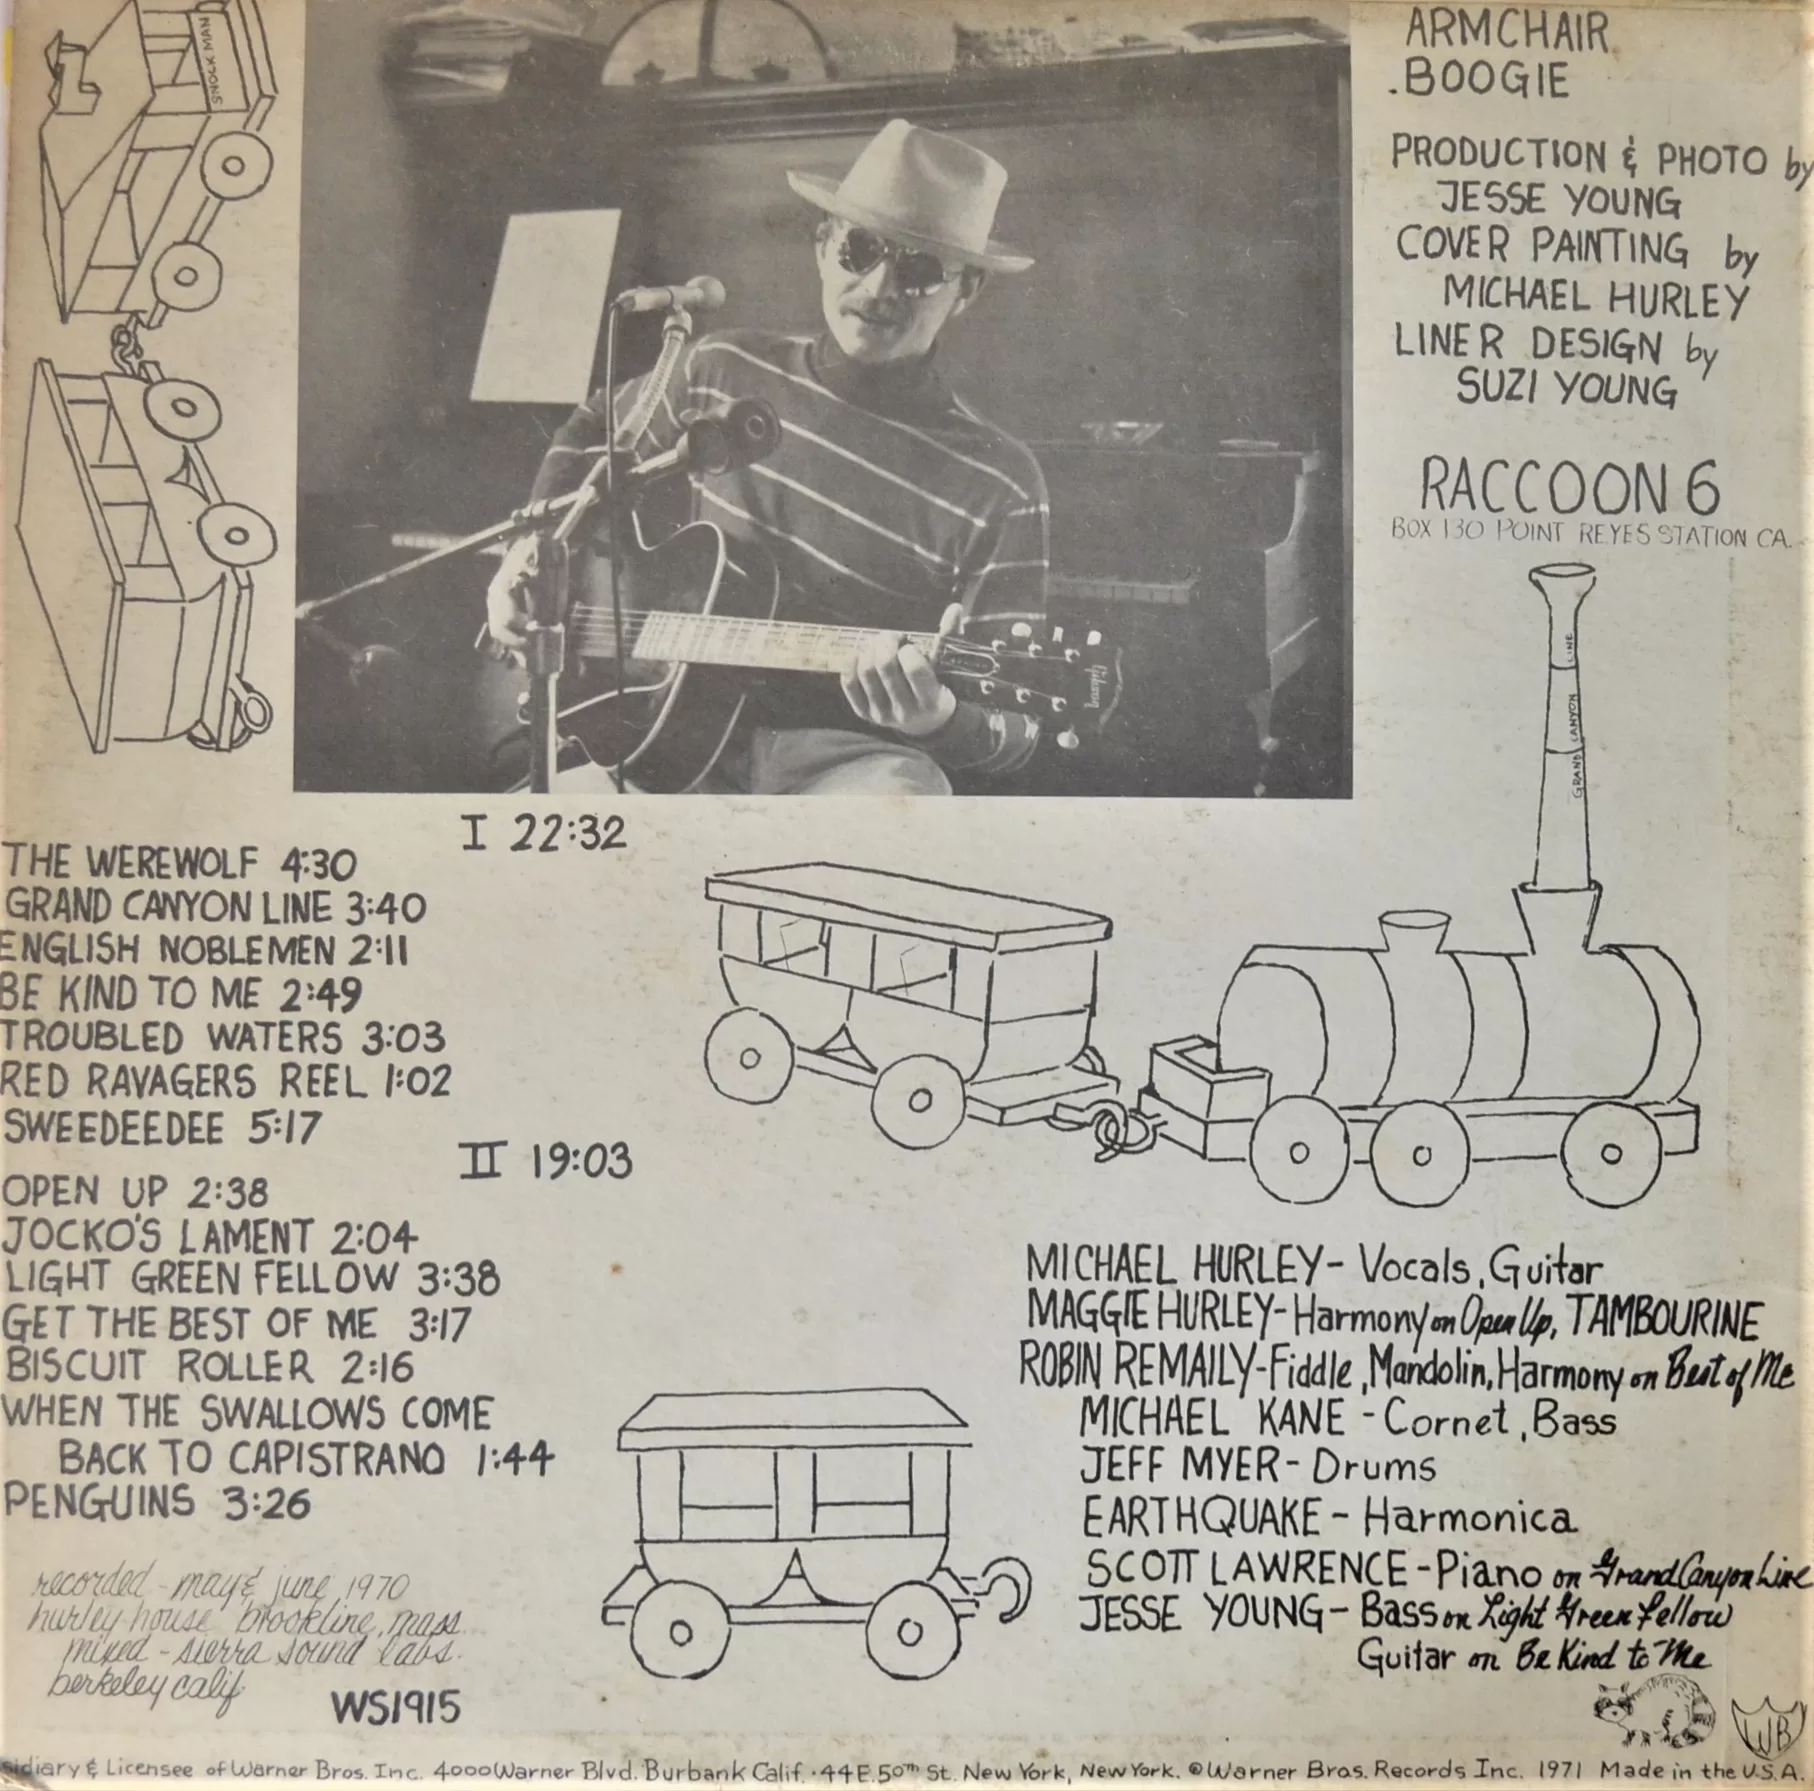 SNOCK MAN
ARMCHAIR
.BOOGIE
PRODUCTION & PHOTO by
JESSE YOUNG
COVER PAINTING by
MICHAEL HURLEY
LINER DESIGN by
SUZI YOUNG
RACCOON 6
BOX 130 POINT REYES STATION CA.
Gibson
GRAND CANYON LINE
I 22:32
THE WEREWOLF 4:30
GRAND CANYON LINE 3:40
ENGLISH NOBLEMEN 2:11
BE KIND TO ME 2:49
TROUBLED WATERS 3:03
RED RAVAGERS REEL 1:02
SWEEDEEDEE 5:17
II 19:03
OPEN UP 2:38
JOCKO'S LAMENT 2:04
LIGHT GREEN FELLOW 3:38
GET THE BEST OF ME 3:17
BISCUIT ROLLER 2:16
WHEN THE SWALLOWS COME
BACK TO CAPISTRANO 1:44
PENGUINS 3:26
recorded - may & june 1970
hurley house brookline, mass.
mixed - sierra sound labs.
berkeley calif.
WS1915
MICHAEL HURLEY - Vocals, Guitar
MAGGIE HURLEY - Harmony on Open Up, TAMBOURINE
ROBIN REMAILY - Fiddle, Mandolin, Harmony on Best of Me
MICHAEL KANE - Cornet, Bass
JEFF MYER - Drums
EARTHQUAKE - Harmonica
SCOTT LAWRENCE - Piano on Grand Canyon Line
JESSE YOUNG - Bass on Light Green Fellow
Guitar on Be Kind to Me
WB
sidiary & Licensee of Warner Bros. Inc. 4000 Warner Blvd. Burbank Calif. · 44 E. 50TH St. New York, New York. © Warner Bros. Records Inc. 1971 Made in the U.S.A.